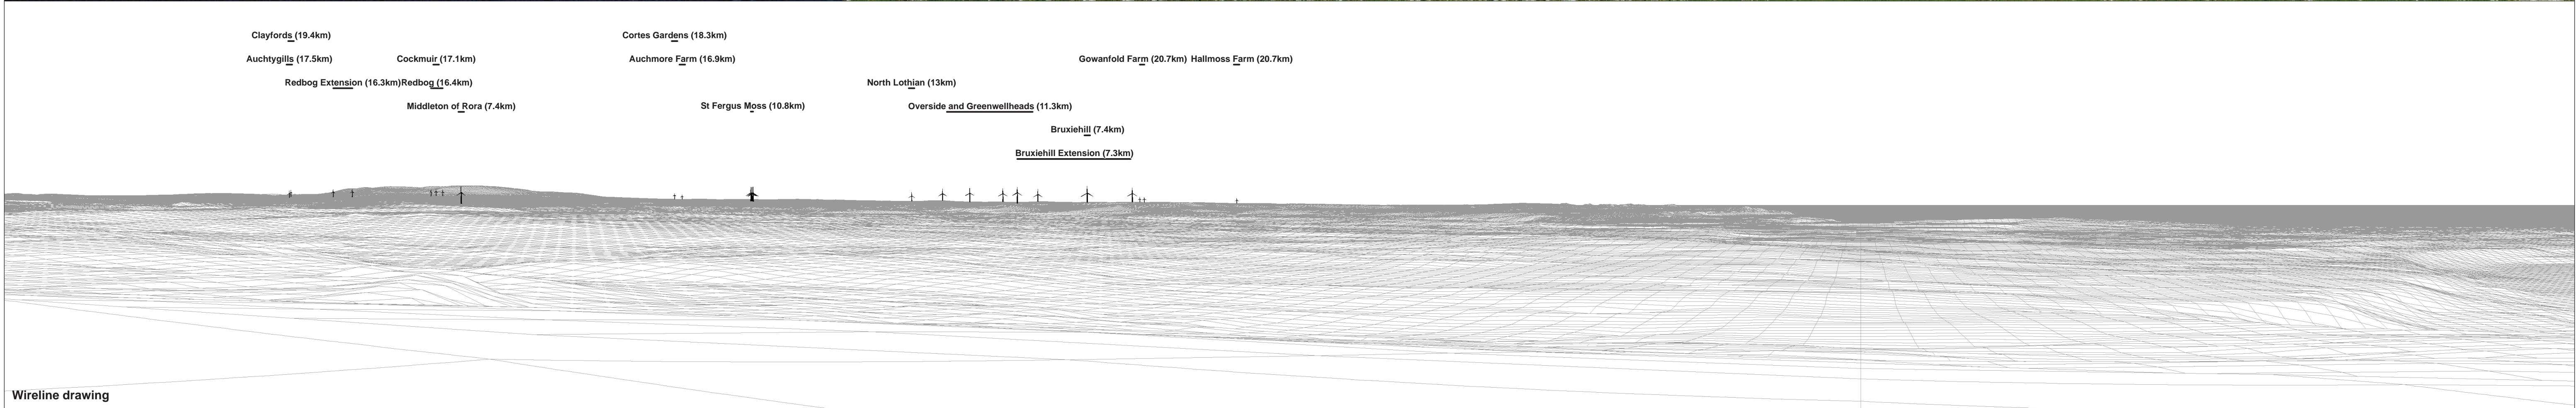 Clayfords (19.4km)
Cortes Gardens (18.3km)
Auchtygills (17.5km)
Cockmuir (17.1km)
Auchmore Farm (16.9km)
Gowanfold Farm (20.7km)
Hallmoss Farm (20.7km)
Redbog Extension (16.3km)
Redbog (16.4km)
North Lothian (13km)
Middleton of Rora (7.4km)
St Fergus Moss (10.8km)
Overside and Greenwellheads (11.3km)
Bruxiehill (7.4km)
Bruxiehill Extension (7.3km)
Wireline drawing